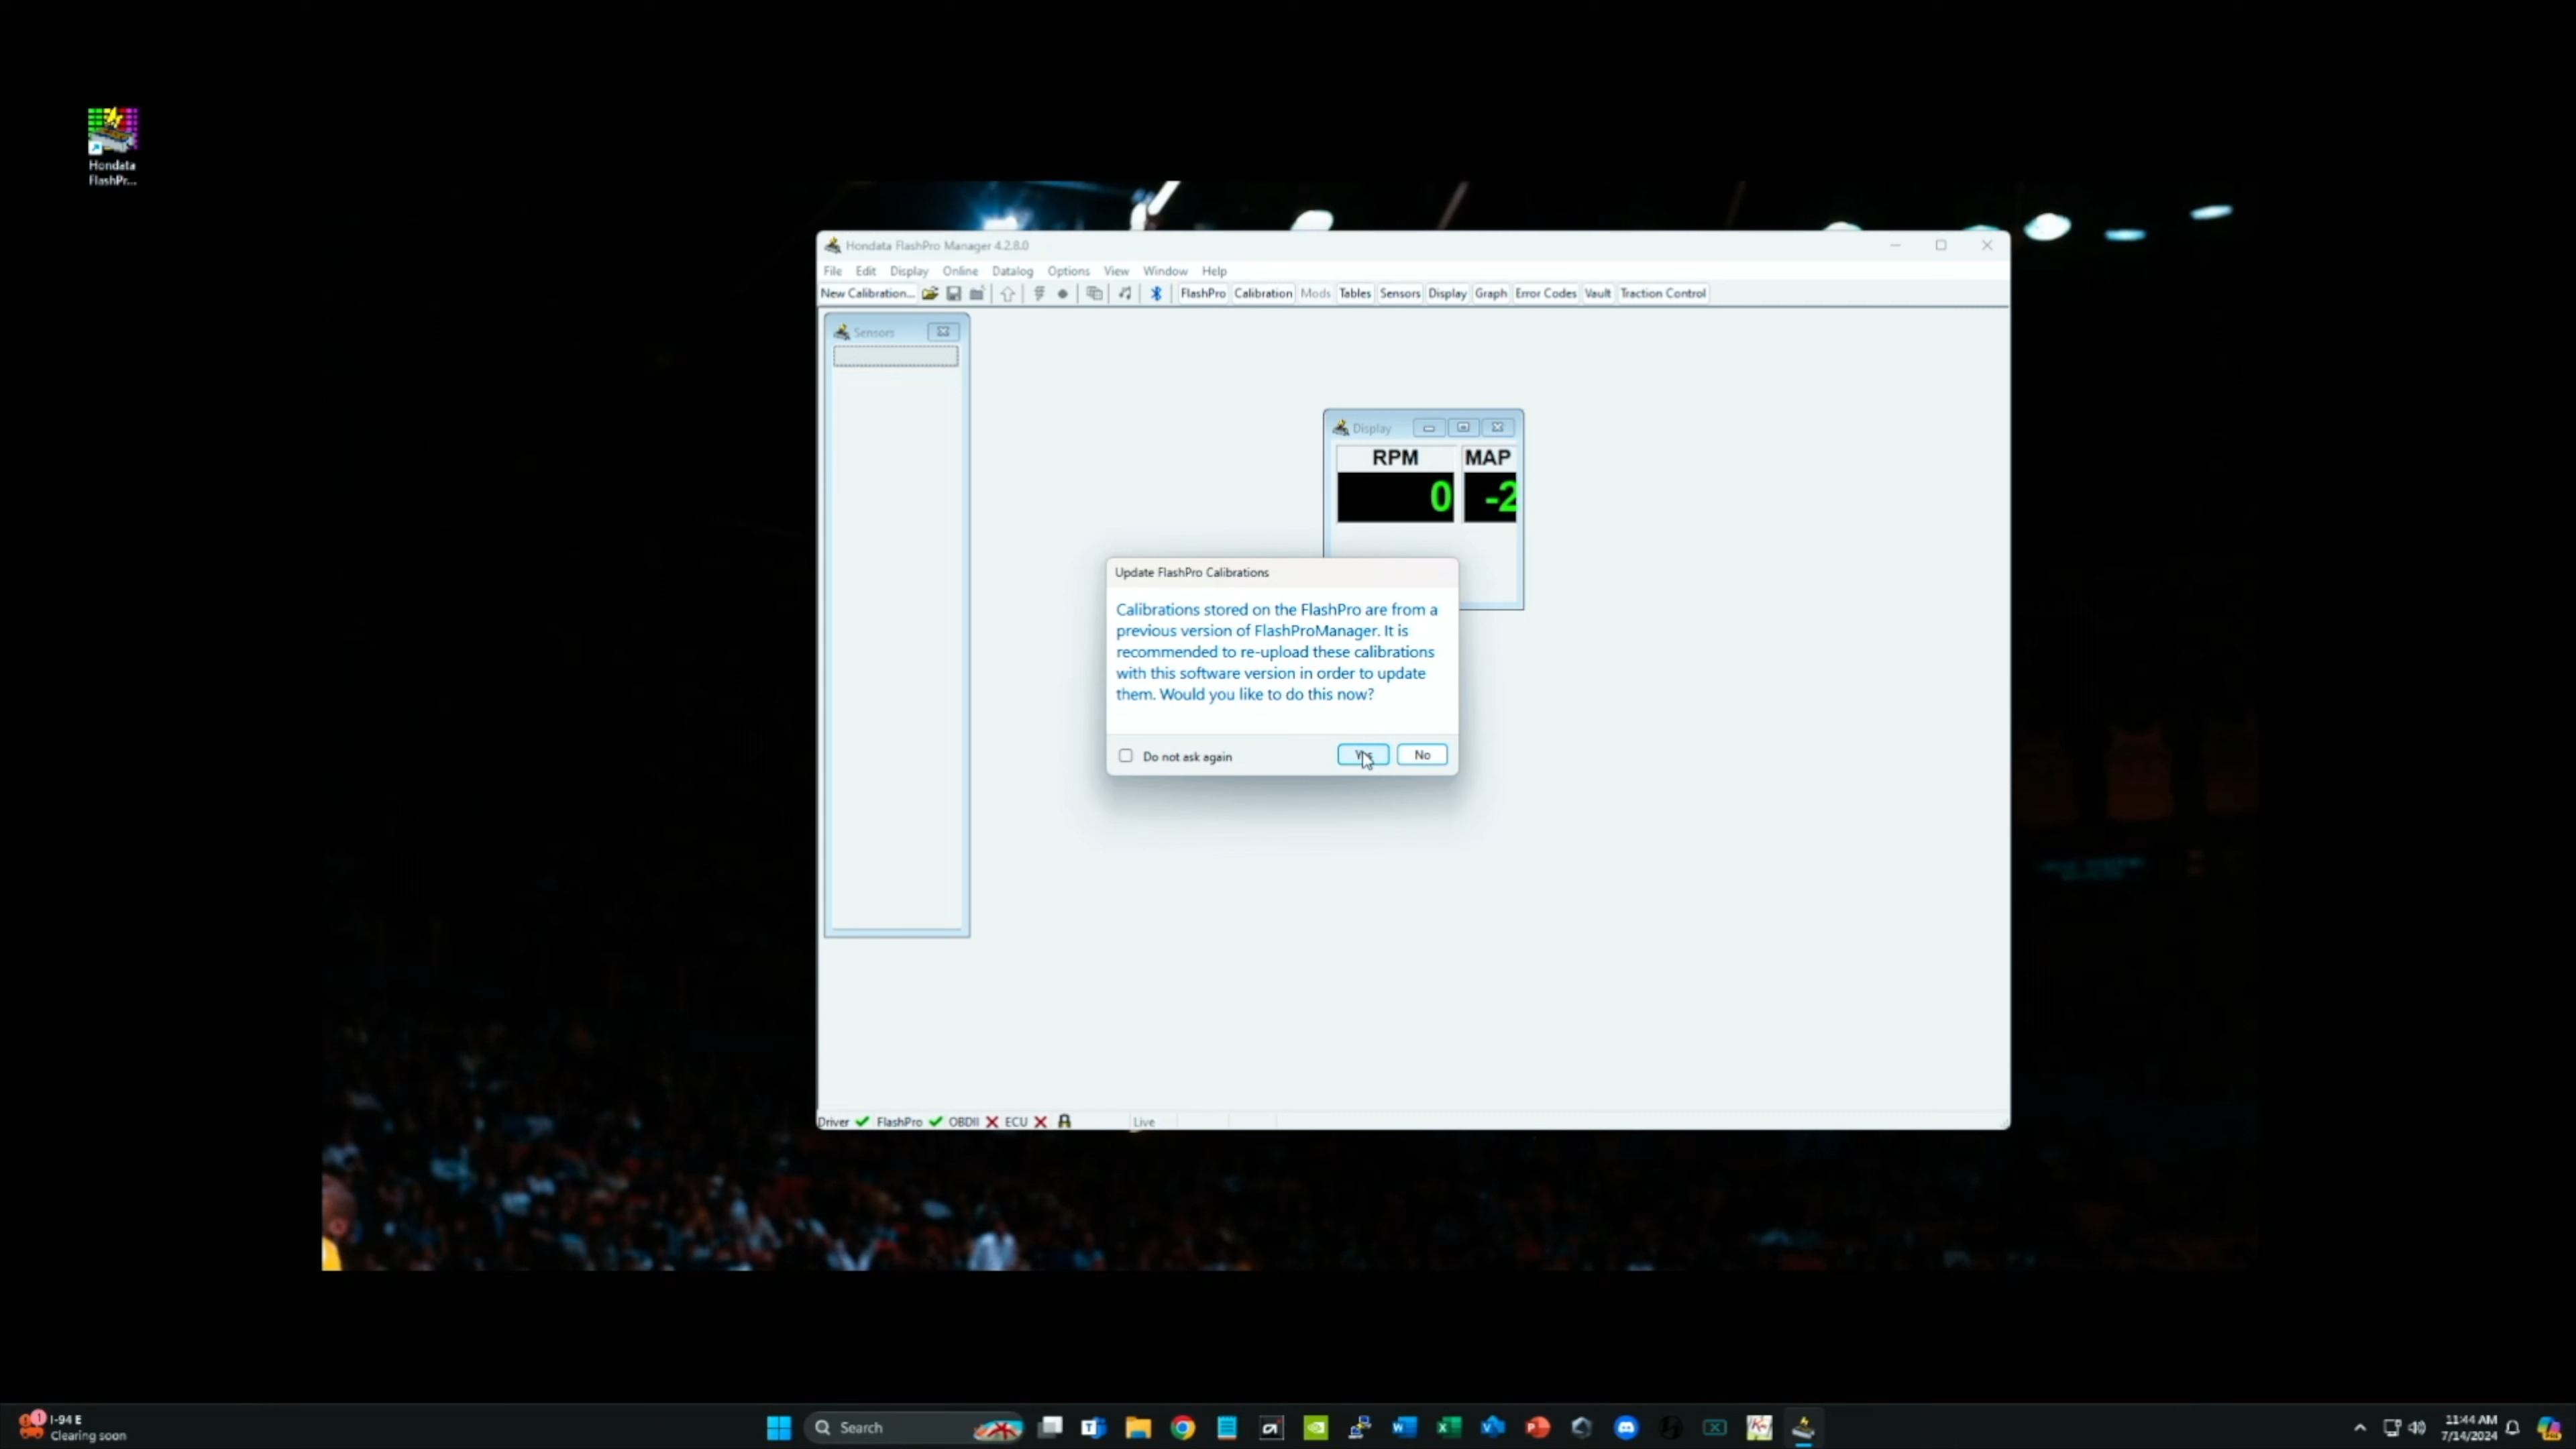 Hondata
FlashPr...
Hondata FlashPro Manager 4.2.8.0
File Edit Display Online Datalog Options View Window Help
New Calibration... FlashPro Calibration Mods Tables Sensors Display Graph Error Codes Vault Traction Control
Sensors
Display
RPM MAP
0 -2
Update FlashPro Calibrations
Calibrations stored on the FlashPro are from a
previous version of FlashProManager. It is
recommended to re-upload these calibrations
with this software version in order to update
them. Would you like to do this now?
Do not ask again No
Driver FlashPro OBDII ECU Live
1
I-94 E
Clearing soon
Search
11:44 AM
7/14/2024